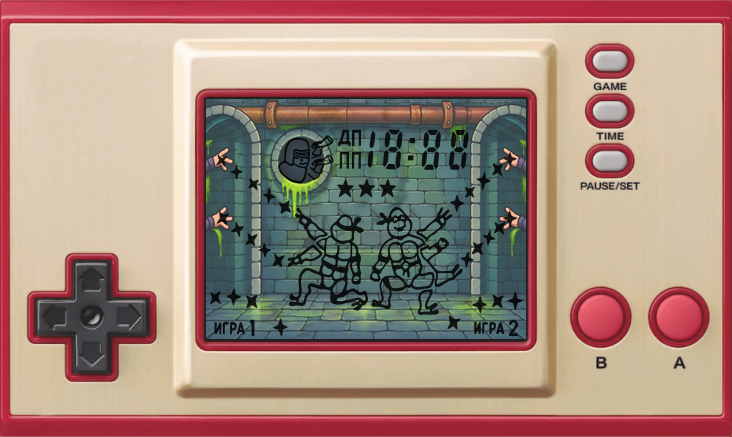 GAME
TIME
PAUSE/SET
ДП 18:88
ПП
ИГРА 1
ИГРА 2
B
A